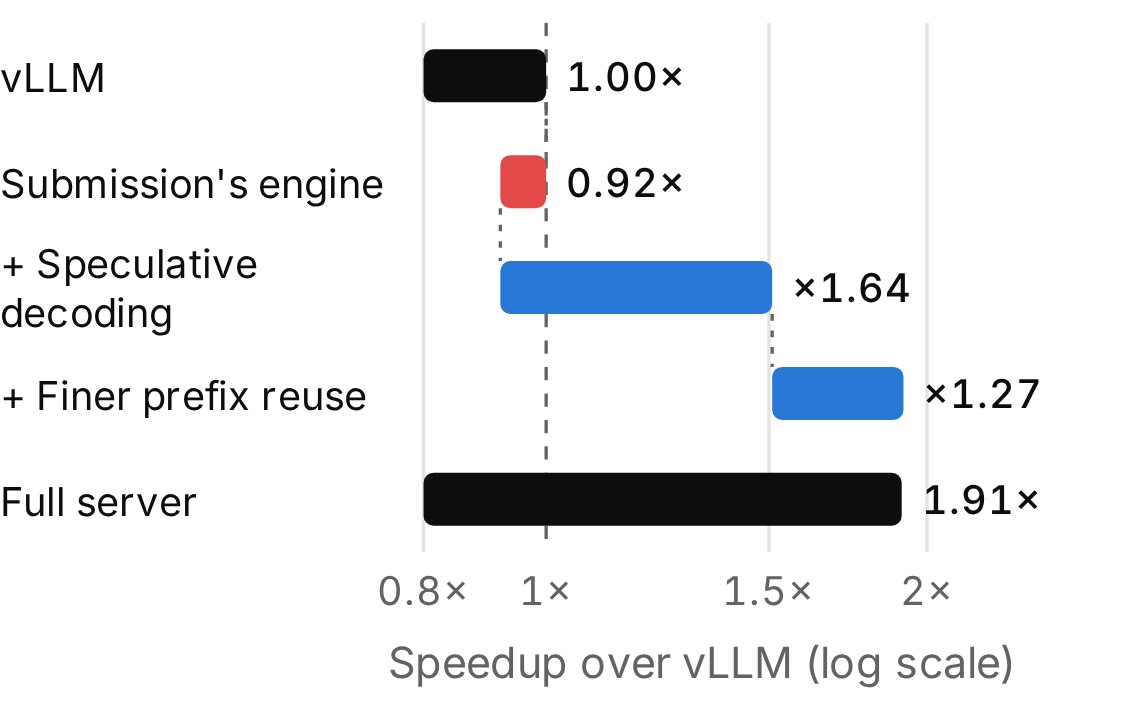 vLLM
1.00×
Submission's engine
0.92×
+ Speculative
decoding
×1.64
+ Finer prefix reuse
×1.27
Full server
1.91×
0.8×
1×
1.5×
2×
Speedup over vLLM (log scale)